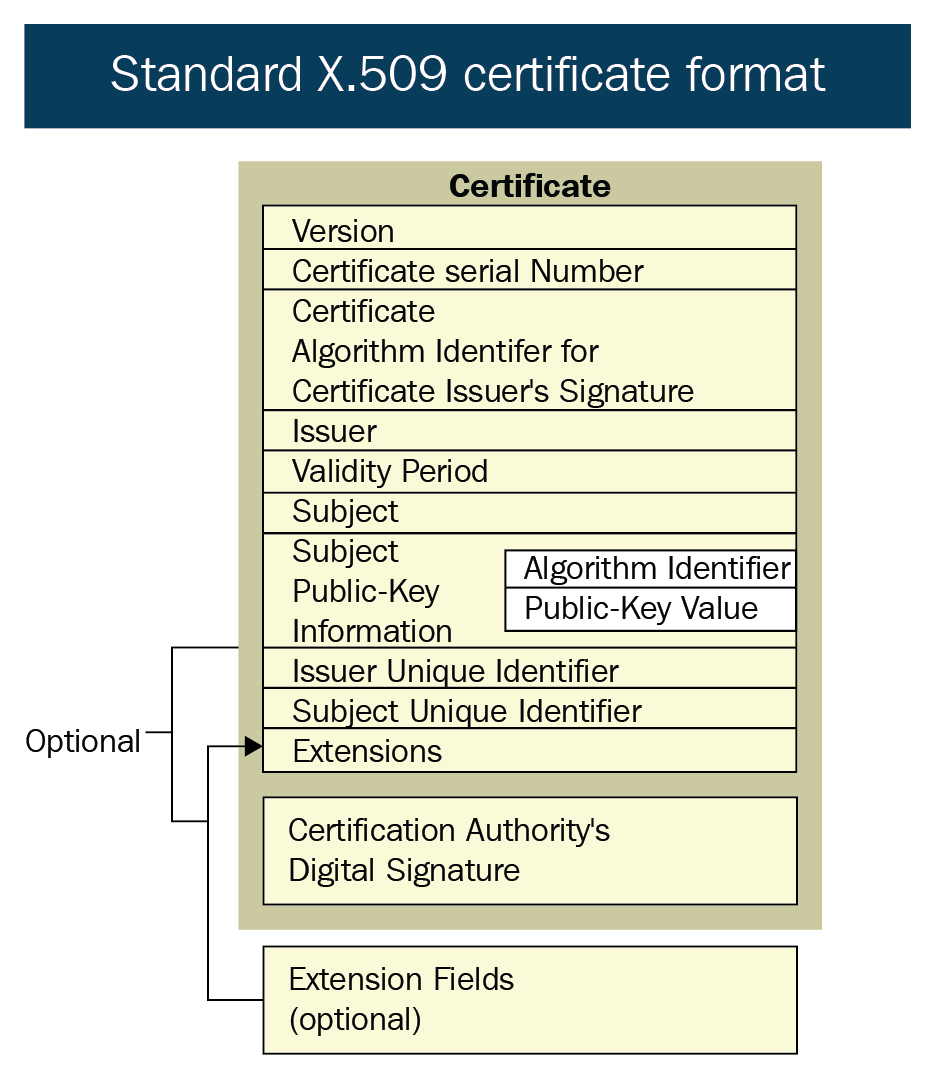 Standard X.509 certificate format
Certificate
Version
Certificate serial Number
Certificate
Algorithm Identifer for
Certificate Issuer's Signature
Issuer
Validity Period
Subject
Subject
Public-Key
Information
Algorithm Identifier
Public-Key Value
Issuer Unique Identifier
Subject Unique Identifier
Optional
Extensions
Certification Authority's
Digital Signature
Extension Fields
(optional)